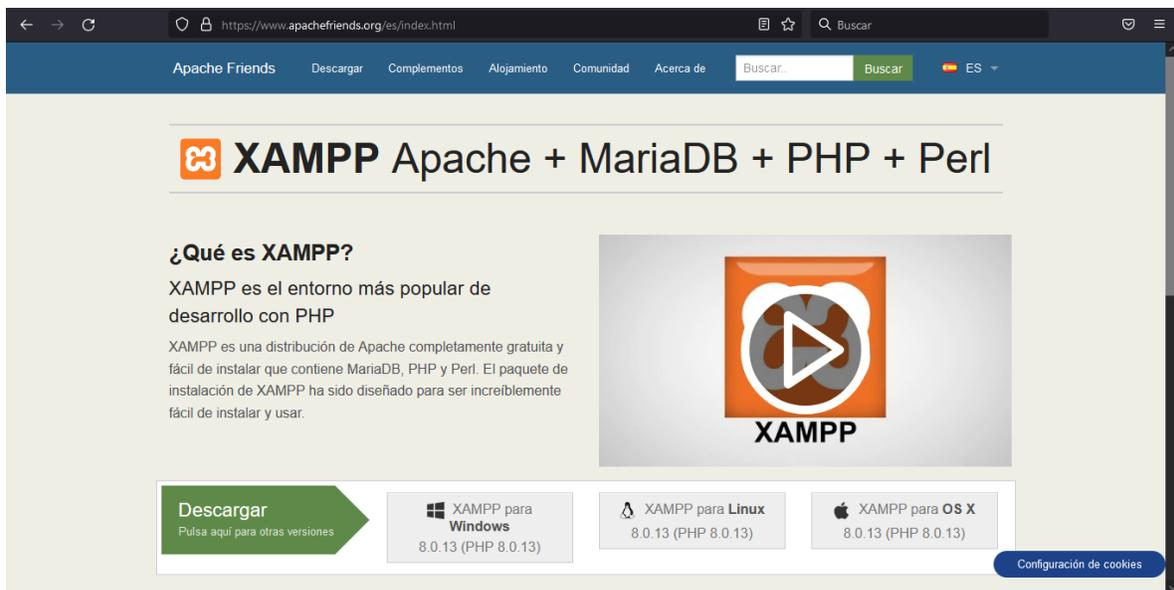 https://www.apachefriends.org/es/index.html
Buscar
Apache Friends
Descargar
Complementos
Alojamiento
Comunidad
Acerca de
Buscar..
Buscar
ES
XAMPP Apache + MariaDB + PHP + Perl
¿Qué es XAMPP?
XAMPP es el entorno más popular de
desarrollo con PHP
XAMPP es una distribución de Apache completamente gratuita y
fácil de instalar que contiene MariaDB, PHP y Perl. El paquete de
instalación de XAMPP ha sido diseñado para ser increíblemente
fácil de instalar y usar.
XAMPP
Descargar
Pulsa aquí para otras versiones
XAMPP para
Windows
8.0.13 (PHP 8.0.13)
XAMPP para Linux
8.0.13 (PHP 8.0.13)
XAMPP para OS X
8.0.13 (PHP 8.0.13)
Configuración de cookies